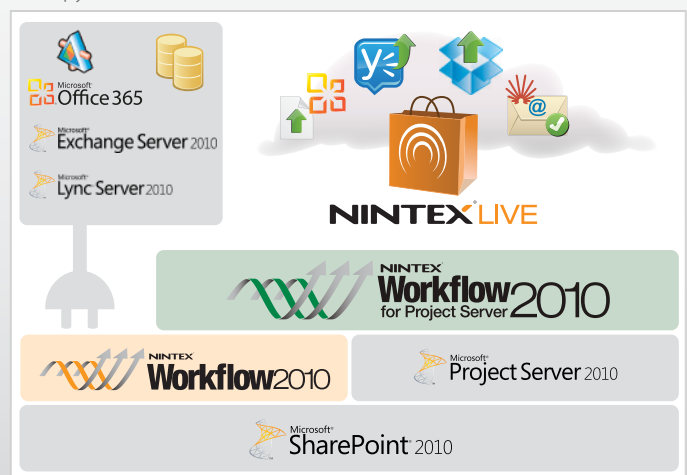 Microsoft®
Office 365
Microsoft®
Exchange Server 2010
Microsoft®
Lync Server 2010
y
@
NINTEX® LIVE
NINTEX
Workflow 2010
for Project Server
NINTEX
Workflow 2010
Microsoft®
Project Server 2010
Microsoft®
SharePoint® 2010